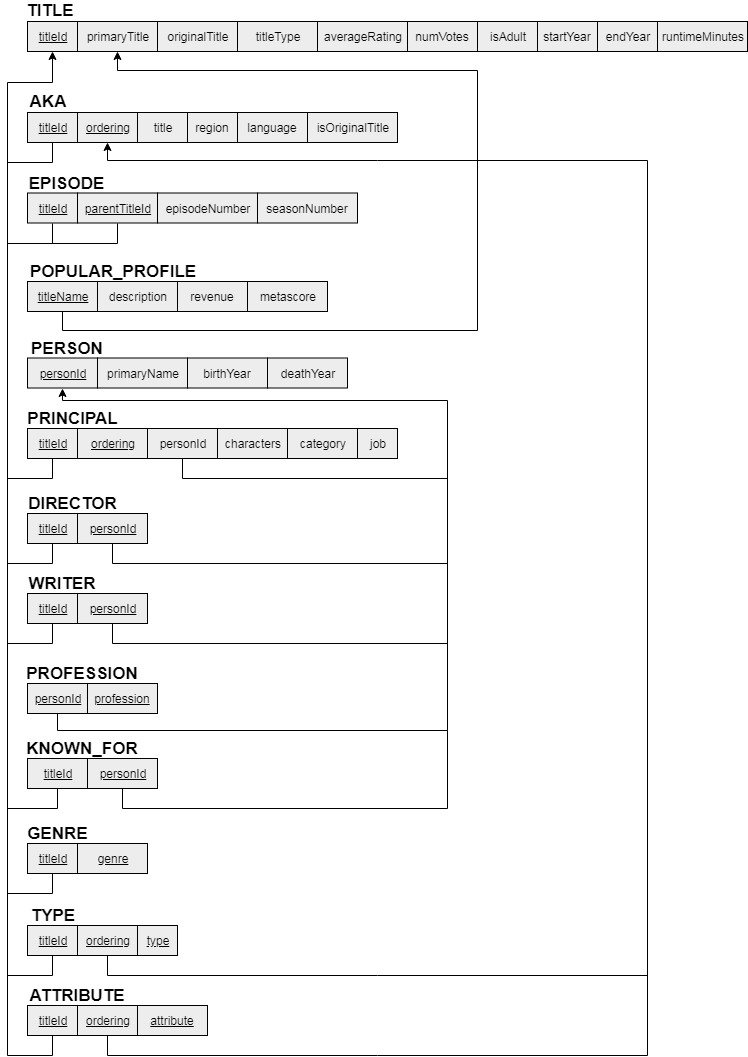 TITLE
titleId primaryTitle originalTitle titleType averageRating numVotes isAdult startYear endYear runtimeMinutes
AKA
titleId ordering title region language isOriginalTitle
EPISODE
titleId parentTitleId episodeNumber seasonNumber
POPULAR_PROFILE
titleName description revenue metascore
PERSON
personId primaryName birthYear deathYear
PRINCIPAL
titleId ordering personId characters category job
DIRECTOR
titleId personId
WRITER
titleId personId
PROFESSION
personId profession
KNOWN_FOR
titleId personId
GENRE
titleId genre
TYPE
titleId ordering type
ATTRIBUTE
titleId ordering attribute